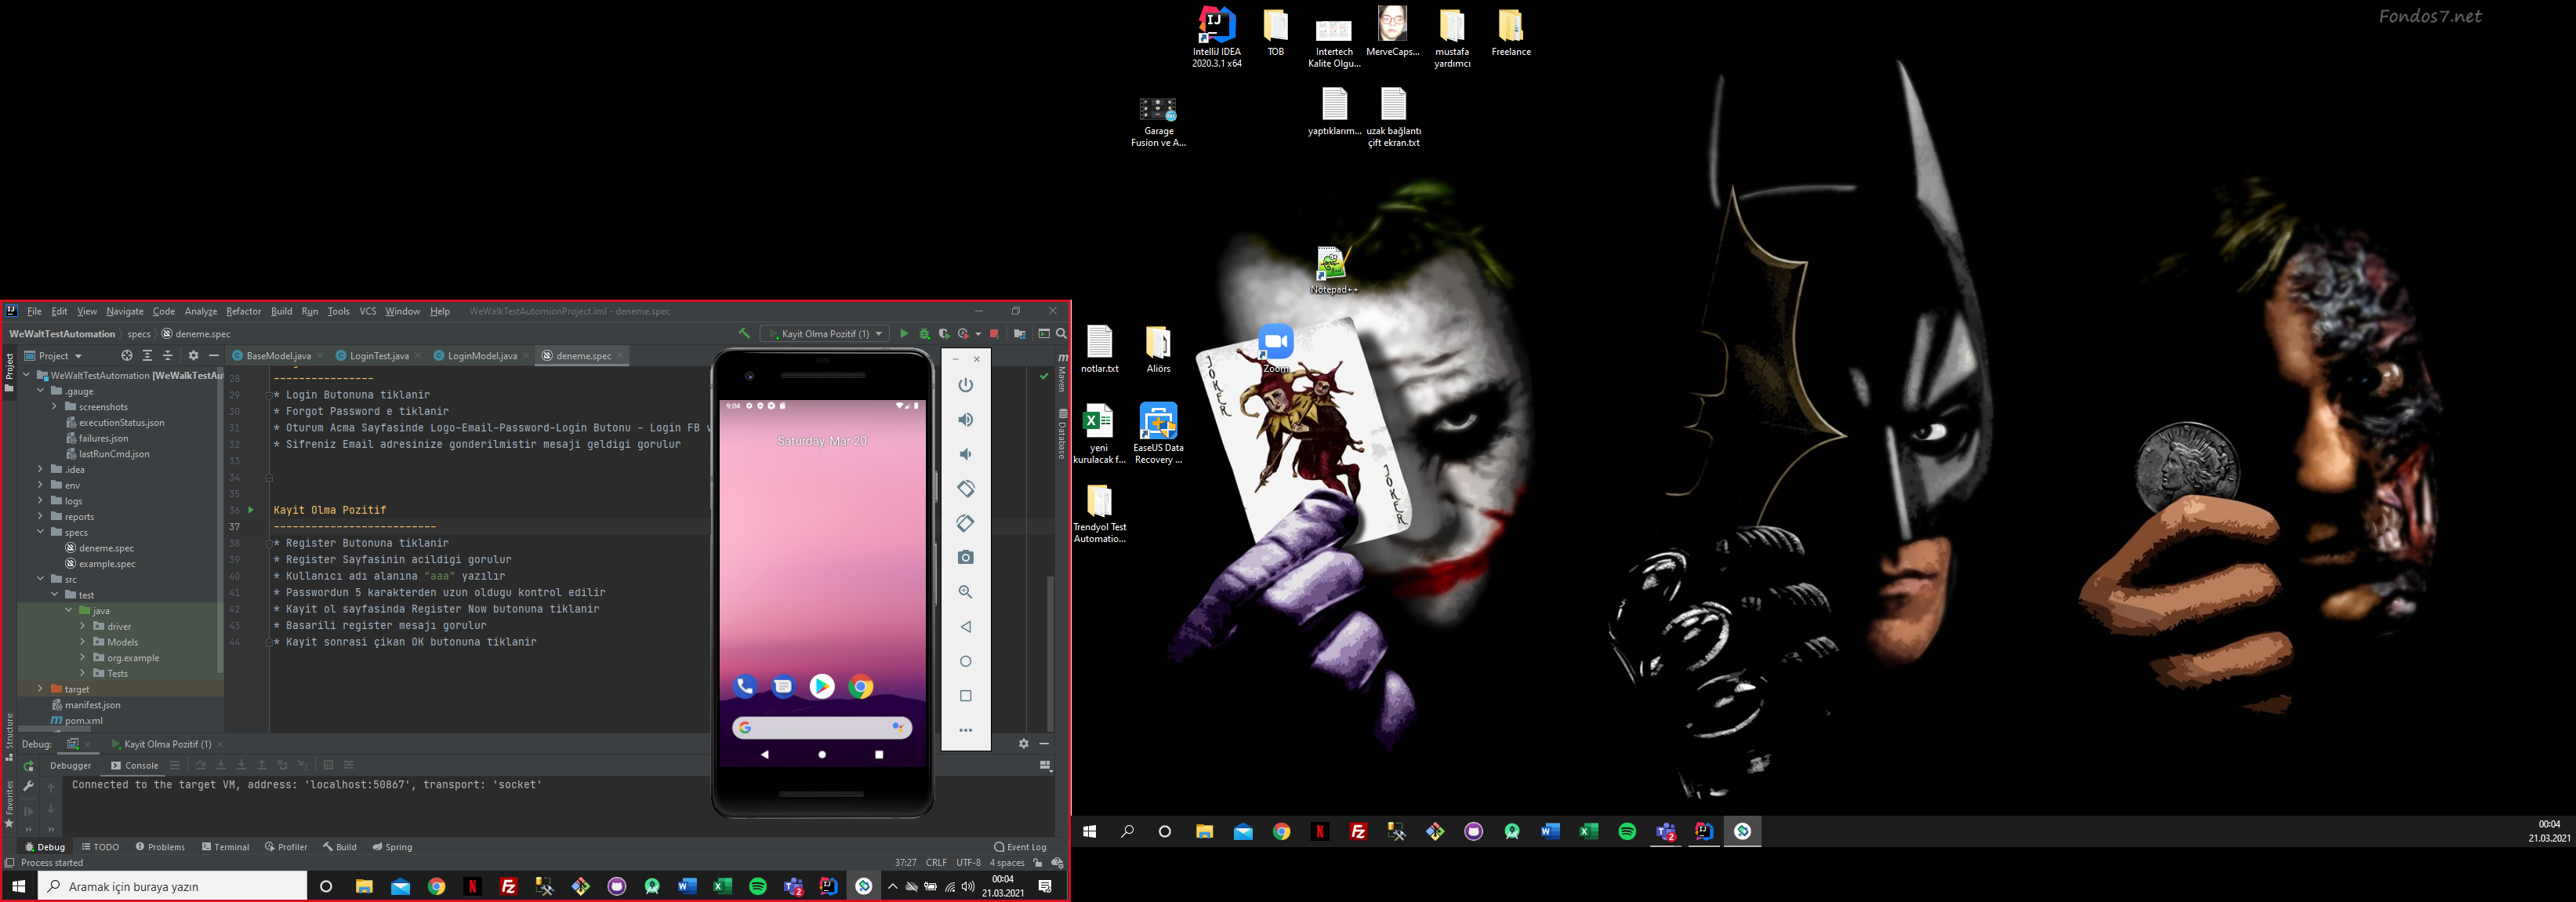 Fondos7.net
IntelliJ IDEA
2020.3.1 x64
TOB
Intertech
Kalite Olgu...
MerveCaps...
mustafa
yardımcı
Freelance
Garage
Fusion ve A...
yaptıklarım...
uzak bağlantı
çift ekran.txt
Notepad++
notlar.txt
Aliörs
Zoom
JOKER
JOKER
yeni
kurulacak f...
EaseUS Data
Recovery ...
Trendyol Test
Automatio...
File Edit View Navigate Code Analyze Refactor Build Run Tools VCS Window Help WeWalkTestAutomionProject.iml - deneme.spec
WeWaltTestAutomation specs deneme.spec Kayit Olma Pozitif (1)
Project BaseModel.java LoginTest.java LoginModel.java deneme.spec
Project
Maven
Database
Structure
Favorites
WeWaltTestAutomation [WeWalkTestAu
.gauge
screenshots
executionStatus.json
failures.json
lastRunCmd.json
.idea
env
logs
reports
specs
deneme.spec
example.spec
src
test
java
driver
Models
org.example
Tests
target
manifest.json
pom.xml
28 ----------------
29 * Login Butonuna tiklanir
30 * Forgot Password e tiklanir
31 * Oturum Acma Sayfasinde Logo-Email-Password-Login Butonu - Login FB v
32 * Sifreniz Email adresinize gonderilmistir mesaji geldigi gorulur
33
34
35
36 Kayit Olma Pozitif
37 --------------------------
38 * Register Butonuna tiklanir
39 * Register Sayfasinin acildigi gorulur
40 * Kullanıcı adı alanına "aaa" yazılır
41 * Passwordun 5 karakterden uzun oldugu kontrol edilir
42 * Kayit ol sayfasinda Register Now butonuna tiklanir
43 * Basarili register mesajı gorulur
44 * Kayit sonrasi çikan OK butonuna tiklanir
9:04
Saturday, Mar 20
Debug: Kayit Olma Pozitif (1)
Debugger Console
Connected to the target VM, address: 'localhost:50867', transport: 'socket'
Debug TODO Problems Terminal Profiler Build Spring Event Log
Process started 37:27 CRLF UTF-8 4 spaces
Aramak için buraya yazın
00:04
21.03.2021
00:04
21.03.2021